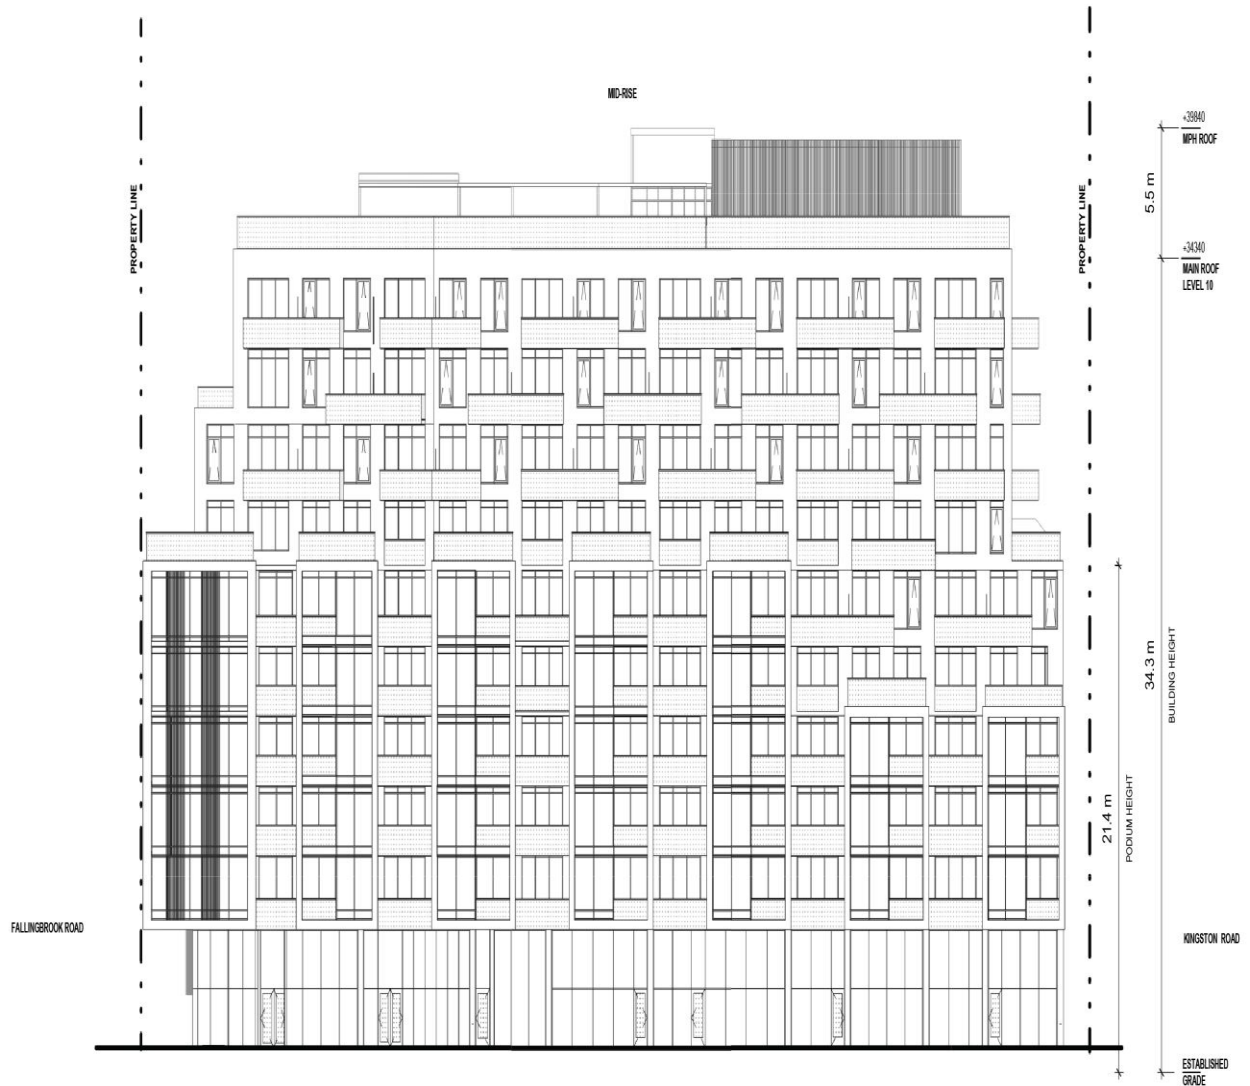 MID-RISE
+39840
MPH ROOF
5.5 m
PROPERTY LINE
PROPERTY LINE
+34340
MAIN ROOF
LEVEL 10
34.3 m
BUILDING HEIGHT
21.4 m
PODIUM HEIGHT
FALLINGBROOK ROAD
KINGSTON ROAD
ESTABLISHED
GRADE